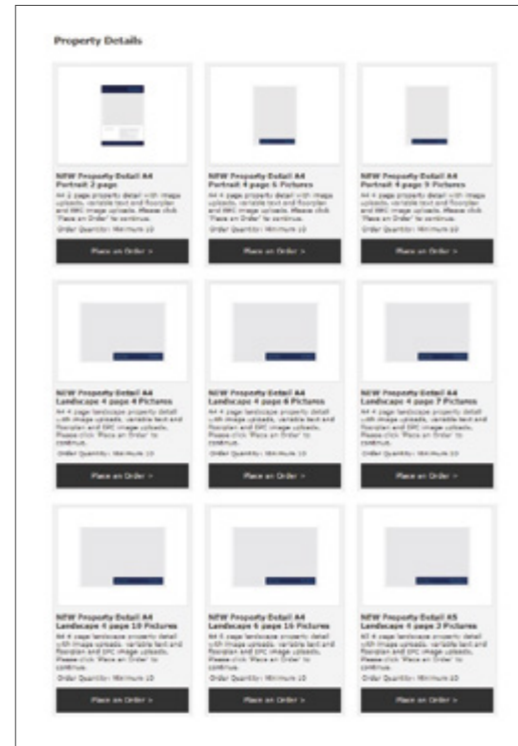 Property Details
NEW Property Detail A4
Portrait 2 page
A4 2 page property detail with image
uploads, variable text and floorplan
and EPC image uploads. Please click
'Place an Order' to continue.
Order Quantity: Minimum 10
Place an Order >
NEW Property Detail A4
Portrait 4 page 6 Pictures
A4 4 page property detail with image
uploads, variable text and floorplan
and EPC image uploads. Please click
'Place an Order' to continue.
Order Quantity: Minimum 10
Place an Order >
NEW Property Detail A4
Portrait 4 page 9 Pictures
A4 4 page property detail with image
uploads, variable text and floorplan
and EPC image uploads. Please click
'Place an Order' to continue.
Order Quantity: Minimum 10
Place an Order >
NEW Property Detail A4
Landscape 4 page 4 Pictures
A4 4 page landscape property detail
with image uploads, variable text and
floorplan and EPC image uploads.
Please click 'Place an Order' to
continue.
Order Quantity: Minimum 10
Place an Order >
NEW Property Detail A4
Landscape 4 page 6 Pictures
A4 4 page landscape property detail
with image uploads, variable text and
floorplan and EPC image uploads.
Please click 'Place an Order' to
continue.
Order Quantity: Minimum 10
Place an Order >
NEW Property Detail A4
Landscape 4 page 7 Pictures
A4 4 page landscape property detail
with image uploads, variable text and
floorplan and EPC image uploads.
Please click 'Place an Order' to
continue.
Order Quantity: Minimum 10
Place an Order >
NEW Property Detail A4
Landscape 4 page 10 Pictures
A4 4 page landscape property detail
with image uploads, variable text and
floorplan and EPC image uploads.
Please click 'Place an Order' to
continue.
Order Quantity: Minimum 10
Place an Order >
NEW Property Detail A4
Landscape 6 page 16 Pictures
A4 6 page landscape property detail
with image uploads, variable text and
floorplan and EPC image uploads.
Please click 'Place an Order' to
continue.
Order Quantity: Minimum 10
Place an Order >
NEW Property Detail A5
Landscape 4 page 3 Pictures
A5 4 page landscape property detail
with image uploads, variable text and
floorplan and EPC image uploads.
Please click 'Place an Order' to
continue.
Order Quantity: Minimum 10
Place an Order >